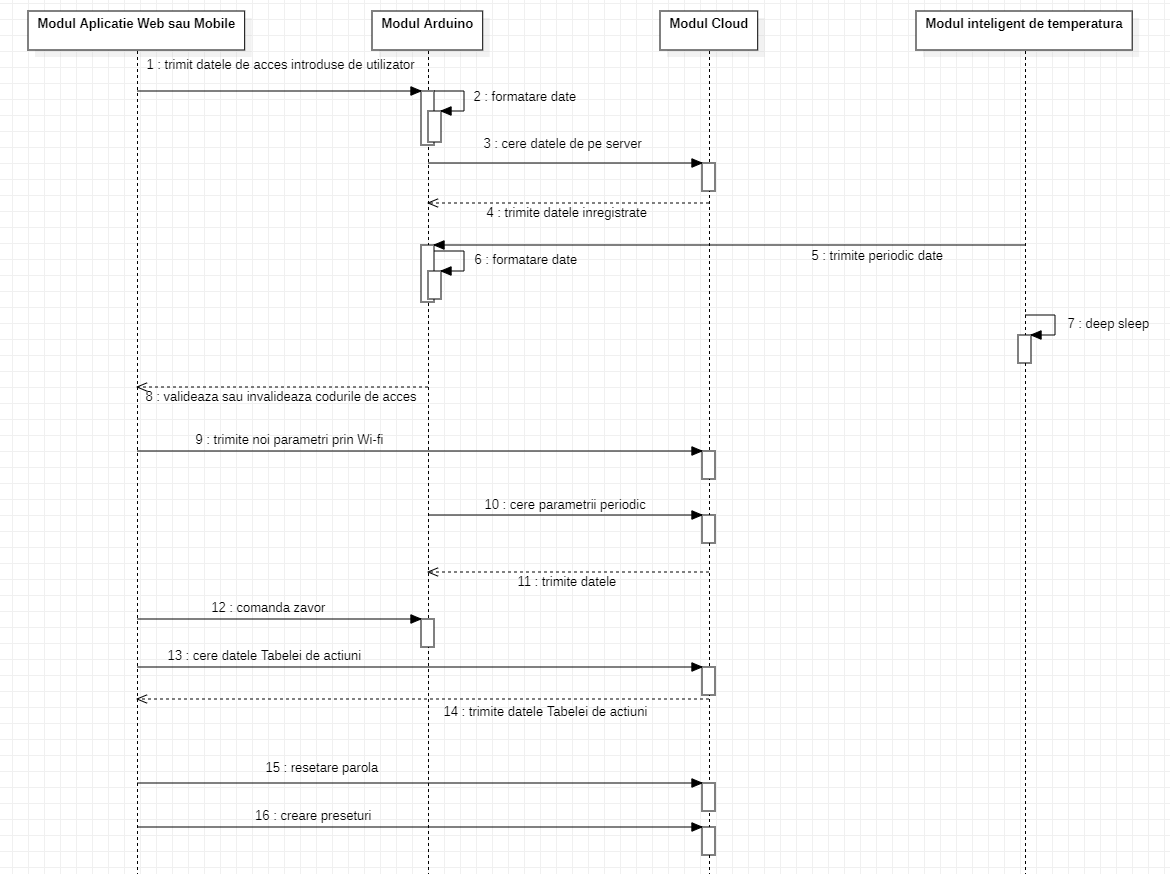 Modul Aplicatie Web sau Mobile
Modul Arduino
Modul Cloud
Modul inteligent de temperatura
1 : trimit datele de acces introduse de utilizator
2 : formatare date
3 : cere datele de pe server
4 : trimite datele inregistrate
5 : trimite periodic date
6 : formatare date
7 : deep sleep
8 : valideaza sau invalideaza codurile de acces
9 : trimite noi parametri prin Wi-fi
10 : cere parametrii periodic
11 : trimite datele
12 : comanda zavor
13 : cere datele Tabelei de actiuni
14 : trimite datele Tabelei de actiuni
15 : resetare parola
16 : creare preseturi